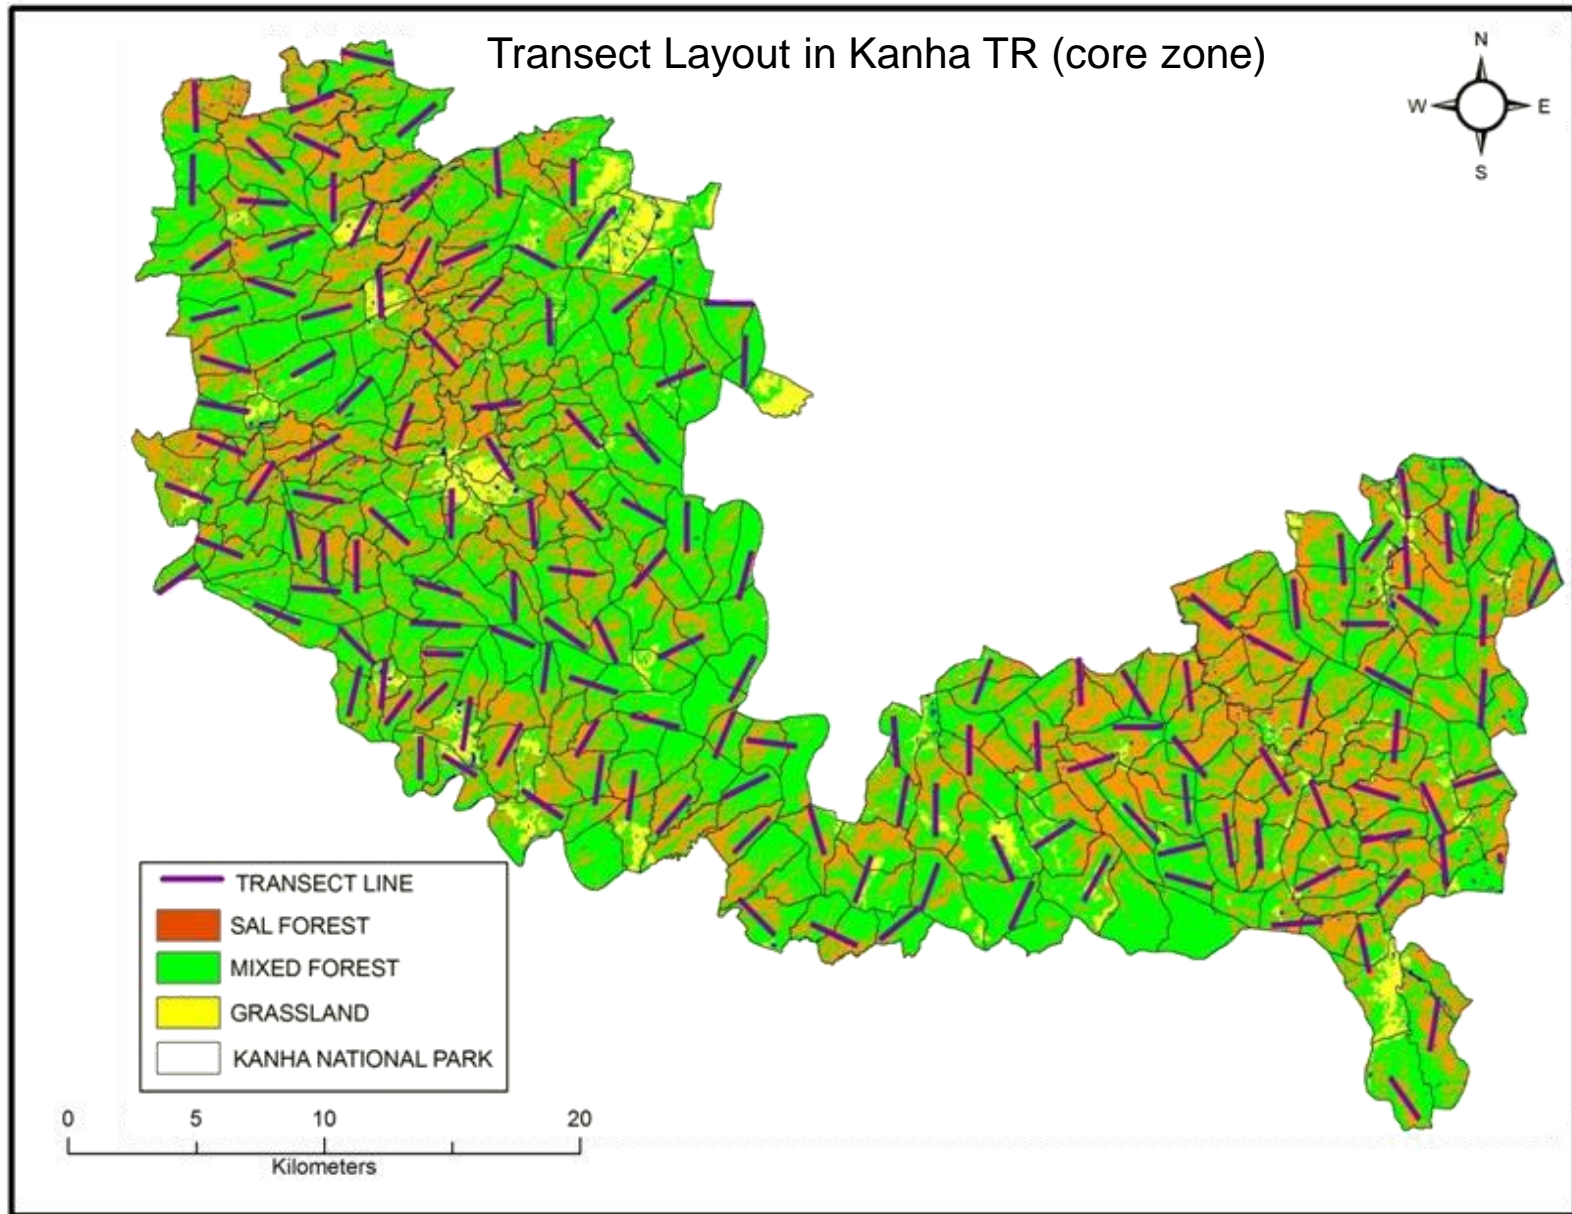 Transect Layout in Kanha TR (core zone)
N
W E
S
TRANSECT LINE
SAL FOREST
MIXED FOREST
GRASSLAND
KANHA NATIONAL PARK
0 5 10 20
Kilometers